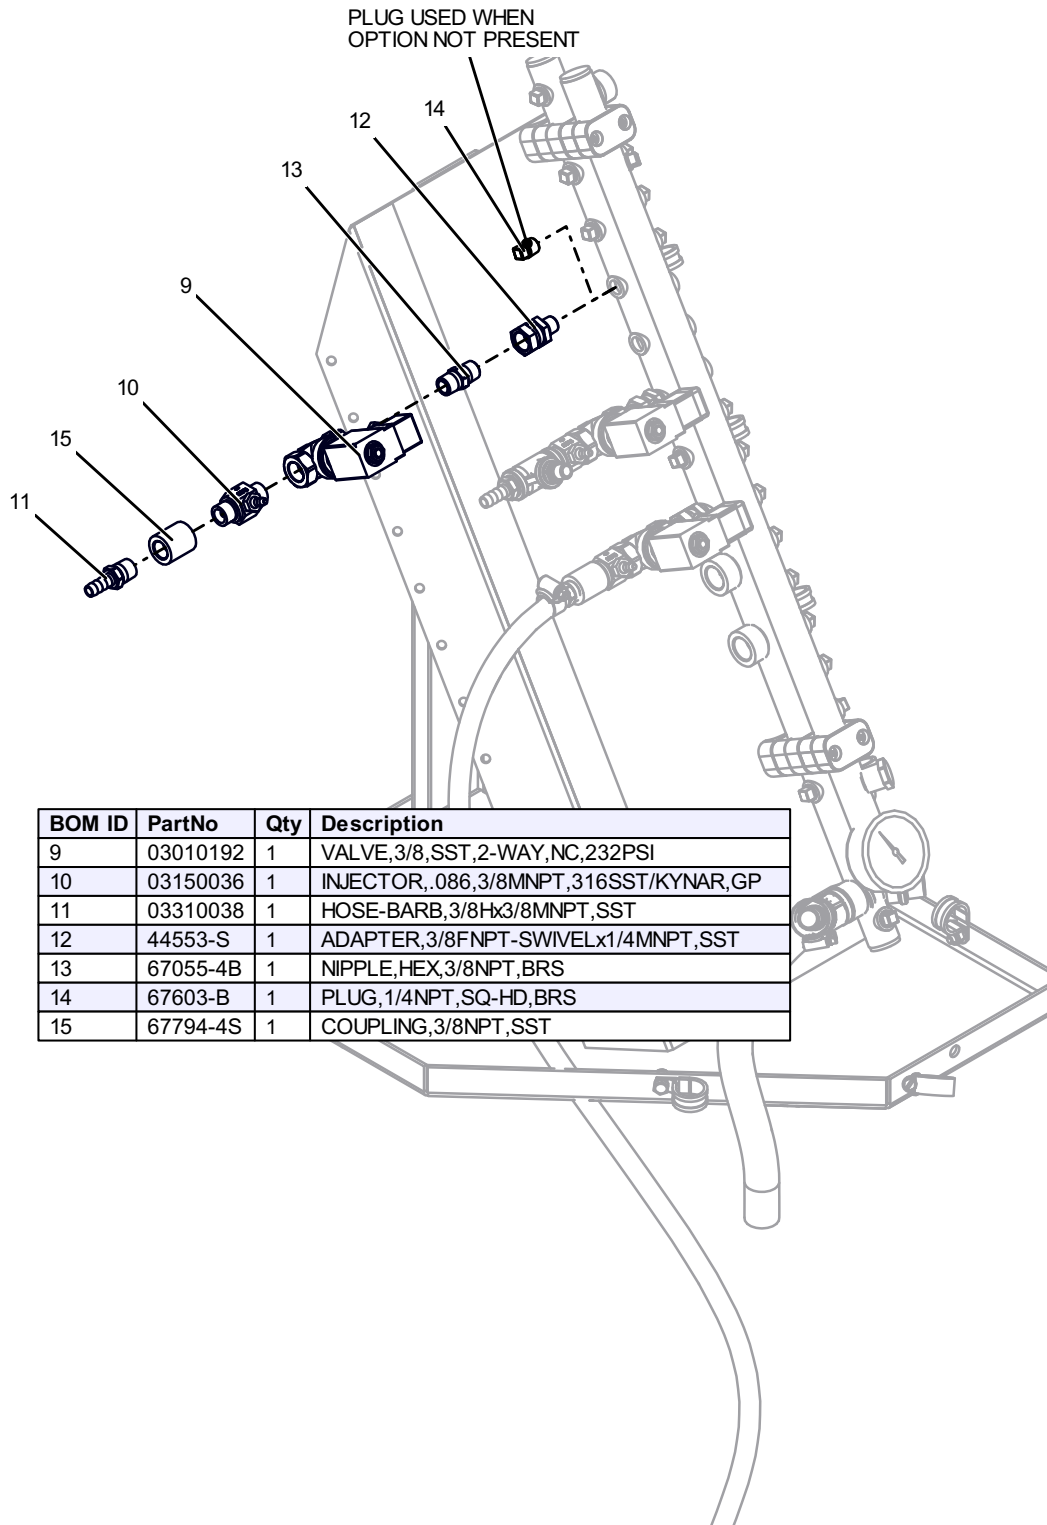 PLUG USED WHEN
OPTION NOT PRESENT
14
12
13
9
10
15
11
BOM ID PartNo Qty Description
9 03010192 1 VALVE,3/8,SST,2-WAY,NC,232PSI
10 03150036 1 INJECTOR,.086,3/8MNPT,316SST/KYNAR,GP
11 03310038 1 HOSE-BARB,3/8Hx3/8MNPT,SST
12 44553-S 1 ADAPTER,3/8FNPT-SWIVELx1/4MNPT,SST
13 67055-4B 1 NIPPLE,HEX,3/8NPT,BRS
14 67603-B 1 PLUG,1/4NPT,SQ-HD,BRS
15 67794-4S 1 COUPLING,3/8NPT,SST